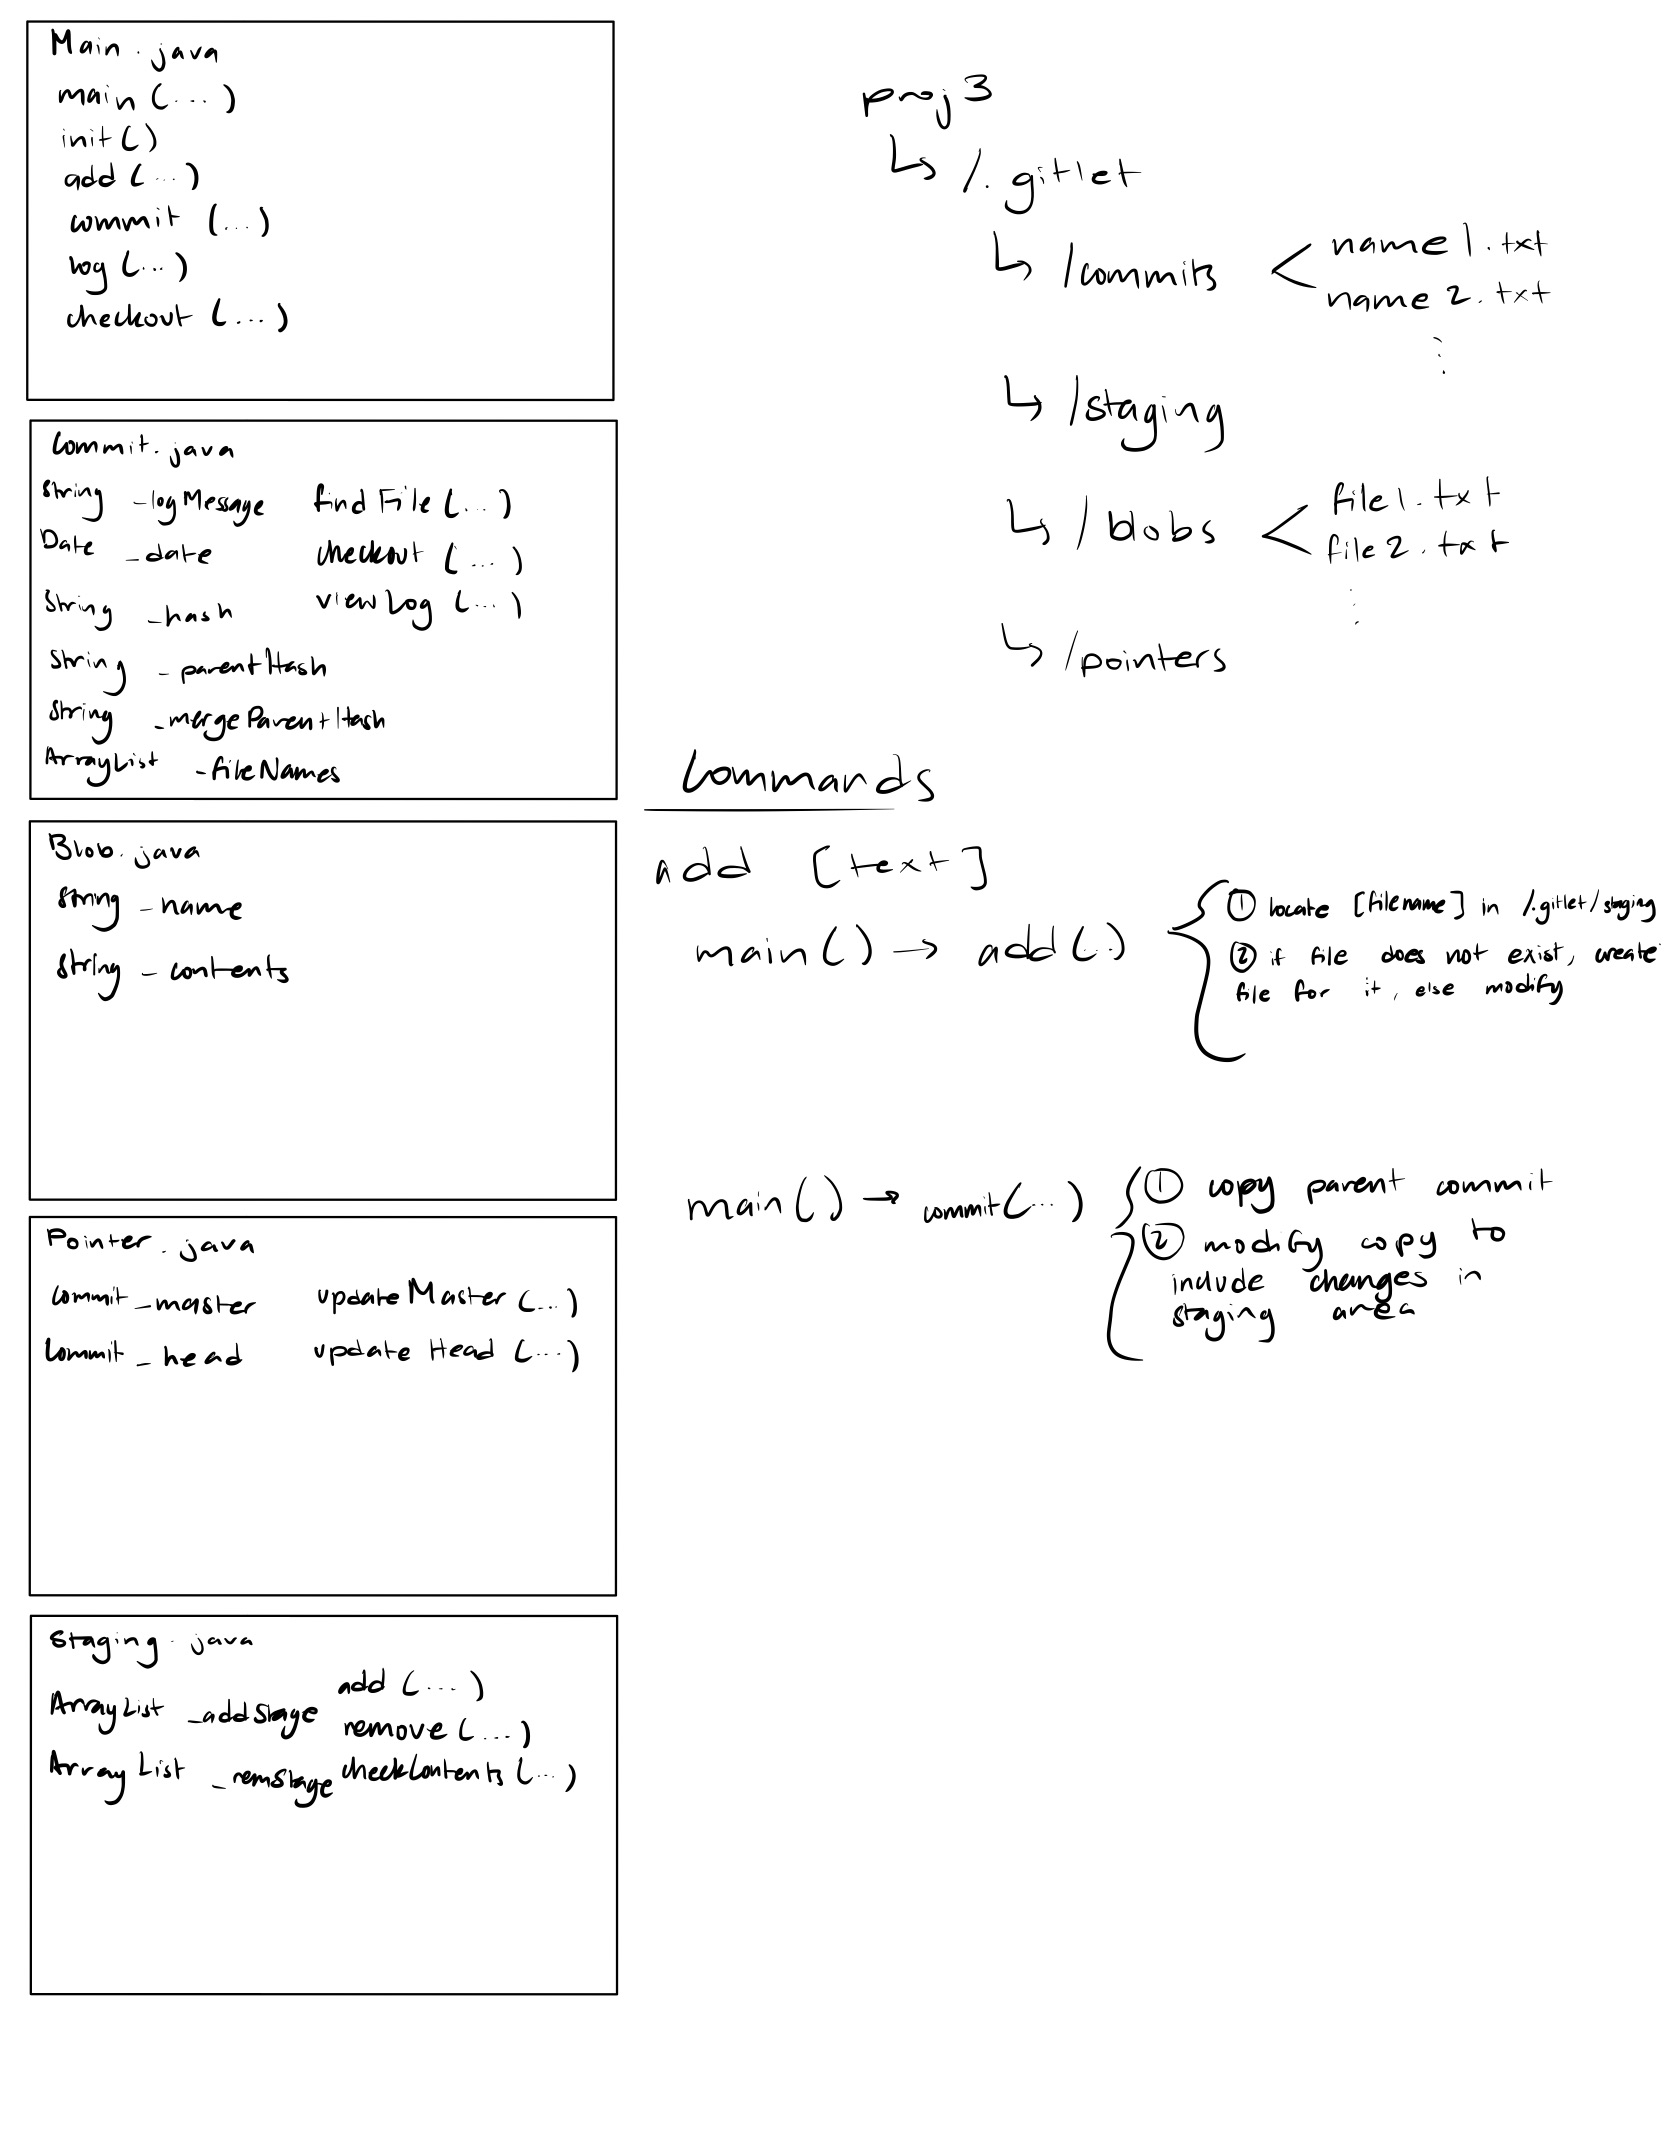 Main.java
main (...)
init()
add (...)
commit (...)
log (...)
checkout (...)
Commit.java
String _logMessage findFile (...)
Date _date checkout (...)
String _hash viewLog (...)
String _parentHash
String _mergeParentHash
ArrayList _fileNames
Blob.java
String _name
String _contents
Pointer.java
Commit _master updateMaster (...)
Commit _head updateHead (...)
Staging.java
ArrayList _addStage add (...)
remove (...)
ArrayList _remStage checkContents (...)
proj3
↳ /.gitlet
↳ /commits < name1.txt
name2.txt
⋮
↳ /staging
↳ /blobs < file1.txt
file2.txt
⋮
↳ /pointers
Commands
add [text]
main() → add(..) { ① locate [filename] in /.gitlet/staging
② if file does not exist, create
file for it, else modify
main() → commit(...) { ① copy parent commit
② modify copy to
include changes in
staging area